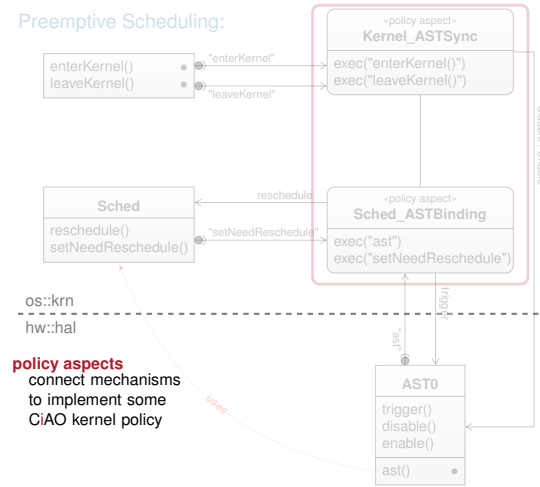 Preemptive Scheduling:
«policy aspect»
Kernel_ASTSync
exec("enterKernel()")
exec("leaveKernel()")
enterKernel()
leaveKernel()
"enterKernel"
"leaveKernel"
reschedule
Sched
reschedule()
setNeedReschedule()
"setNeedReschedule"
«policy aspect»
Sched_ASTBinding
exec("ast")
exec("setNeedReschedule")
trigger
"ast"
os::krn
hw::hal
policy aspects
connect mechanisms
to implement some
CiAO kernel policy
uses
AST0
trigger()
disable()
enable()
ast()